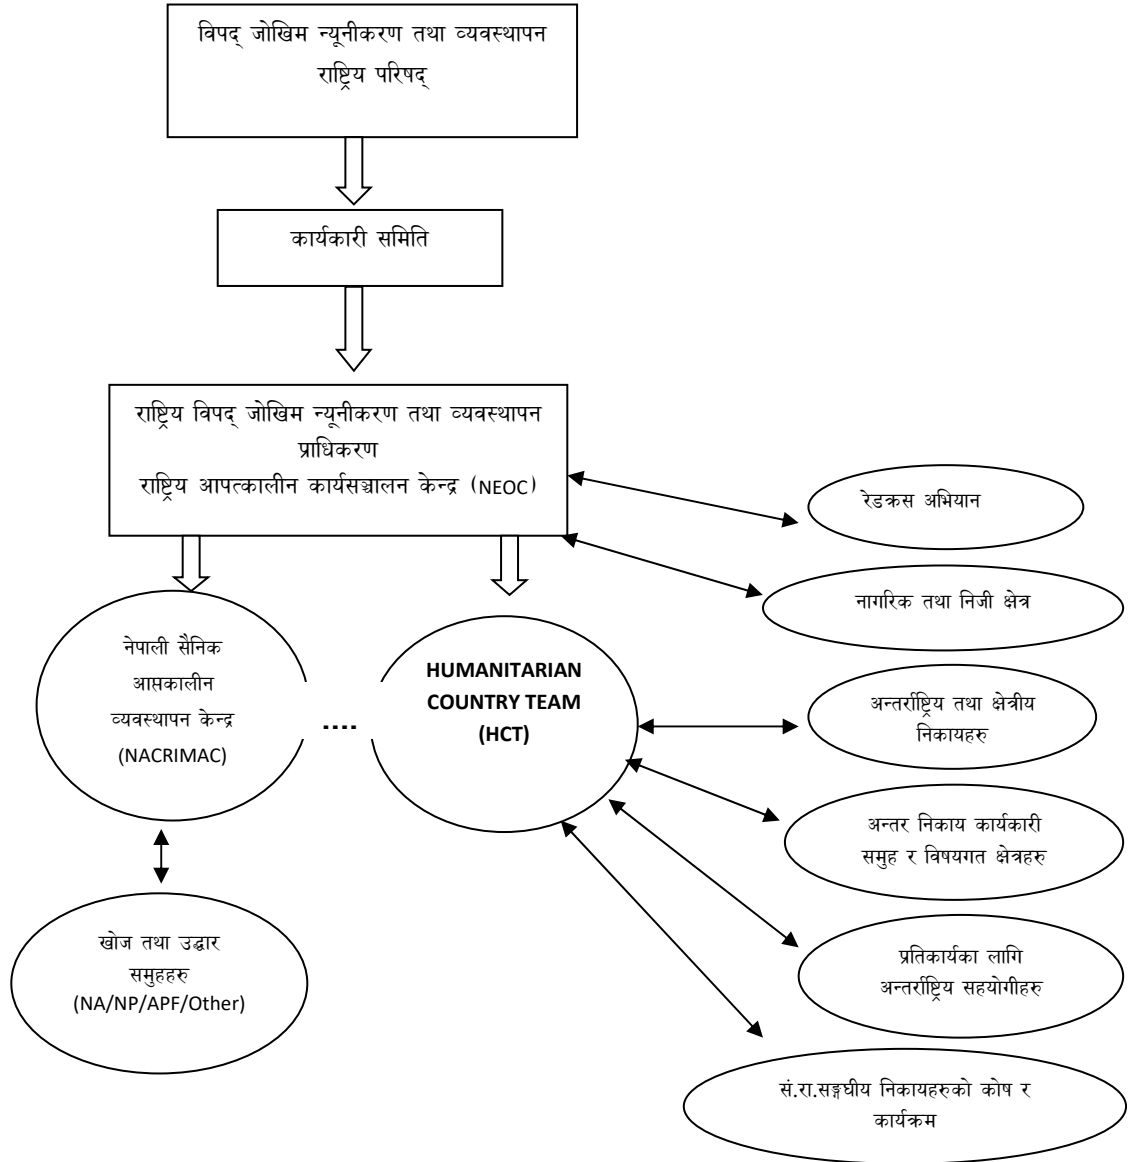 विपद् जोखिम न्यूनीकरण तथा व्यवस्थापन
राष्ट्रिय परिषद्
कार्यकारी समिति
राष्ट्रिय विपद् जोखिम न्यूनीकरण तथा व्यवस्थापन
प्राधिकरण
राष्ट्रिय आपत्कालीन कार्यसञ्चालन केन्द्र (NEOC)
रेडक्रस अभियान
नागरिक तथा निजी क्षेत्र
नेपाली सैनिक
आप्तकालीन
व्यवस्थापन केन्द्र
(NACRIMAC)
....
HUMANITARIAN
COUNTRY TEAM
(HCT)
अन्तर्राष्ट्रिय तथा क्षेत्रीय
निकायहरु
अन्तर निकाय कार्यकारी
समुह र विषयगत क्षेत्रहरु
खोज तथा उद्धार
समुहहरु
(NA/NP/APF/Other)
प्रतिकार्यका लागि
अन्तर्राष्ट्रिय सहयोगीहरु
सं.रा.सङ्घीय निकायहरुको कोष र
कार्यक्रम